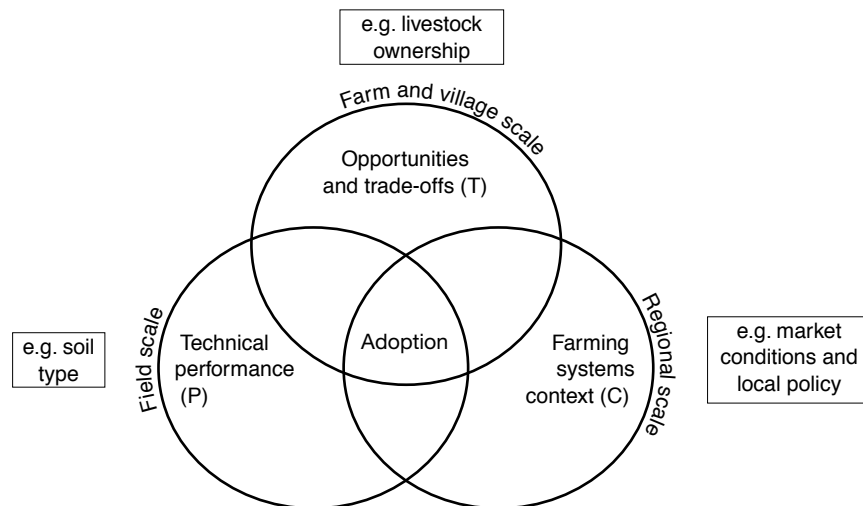 e.g. livestock
ownership
Farm and village scale
Opportunities
and trade-offs (T)
Field scale
Regional scale
e.g. soil
type
Technical
performance
(P)
Adoption
Farming
systems
context (C)
e.g. market
conditions and
local policy